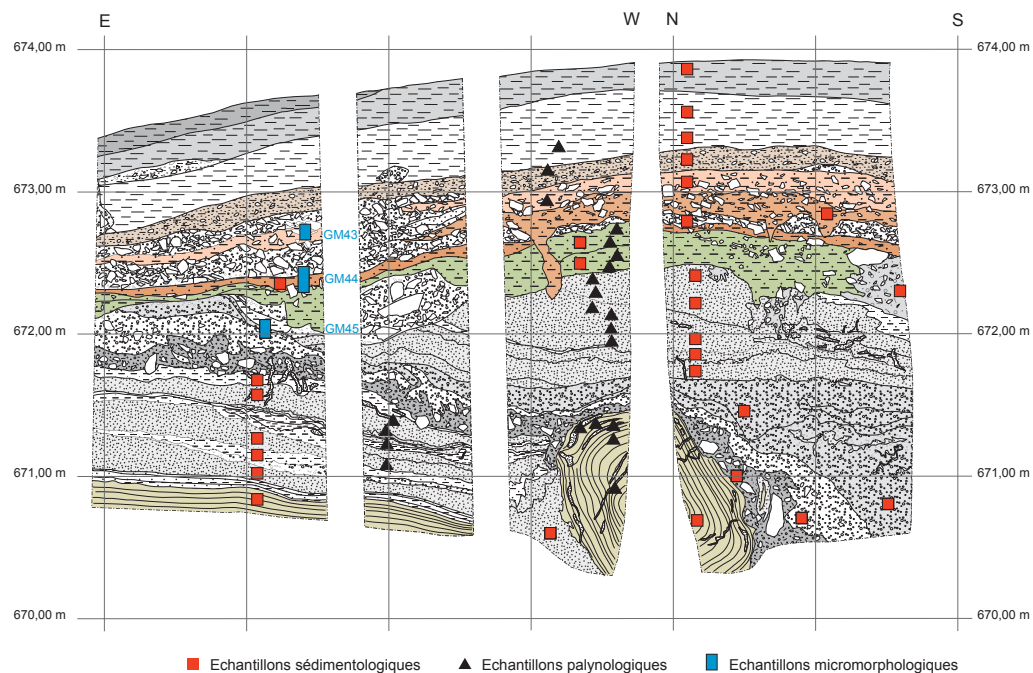 E W N S
674,00 m 674,00 m
673,00 m 673,00 m
GM43
GM44
GM45
672,00 m 672,00 m
671,00 m 671,00 m
670,00 m 670,00 m
Echantillons sédimentologiques Echantillons palynologiques Echantillons micromorphologiques